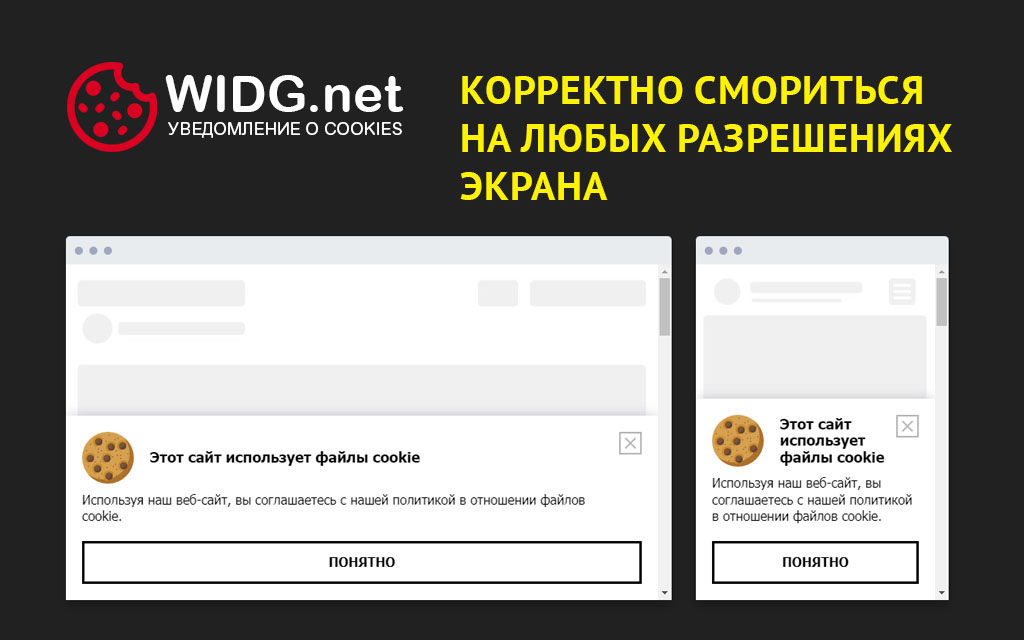 WIDG.net
УВЕДОМЛЕНИЕ О COOKIES
КОРРЕКТНО СМОРИТЬСЯ
НА ЛЮБЫХ РАЗРЕШЕНИЯХ
ЭКРАНА
Этот сайт использует файлы cookie
Используя наш веб-сайт, вы соглашаетесь с нашей политикой в отношении файлов
cookie.
ПОНЯТНО
Этот сайт
использует
файлы cookie
Используя наш веб-сайт, вы
соглашаетесь с нашей политикой
в отношении файлов cookie.
ПОНЯТНО